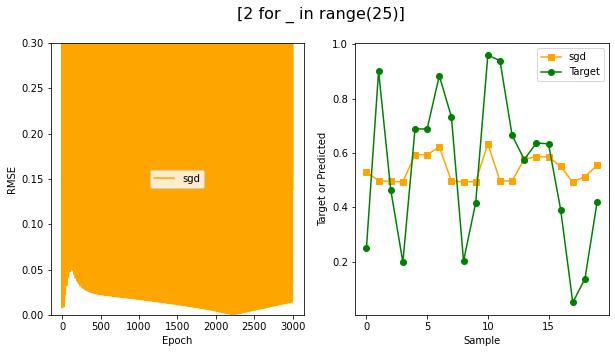 [2 for _ in range(25)]
0.30
0.25
0.20
0.15
0.10
0.05
0.00
RMSE
sgd
0 500 1000 1500 2000 2500 3000
Epoch
1.0
0.8
0.6
0.4
0.2
Target or Predicted
sgd
Target
0 5 10 15
Sample